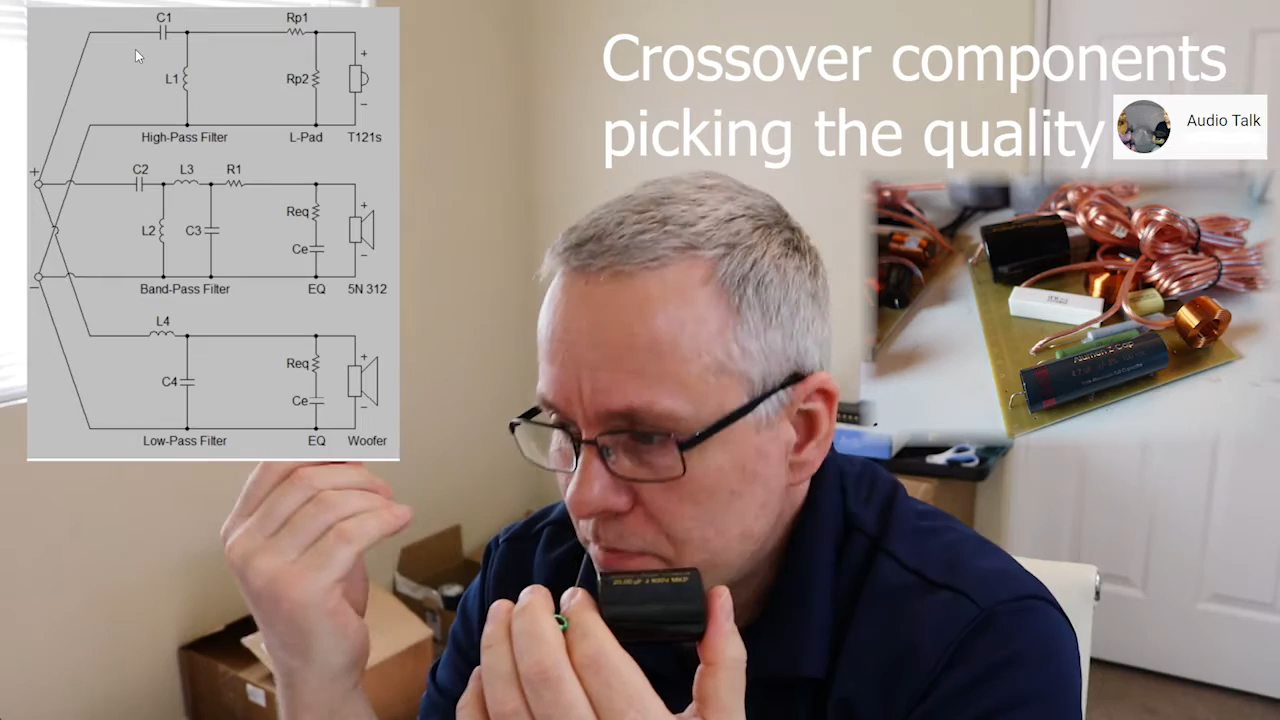 C1
Rp1
L1
Rp2
+
−
High-Pass Filter
L-Pad
T121s
+
C2
L3
R1
L2
C3
Req
Ce
+
−
−
Band-Pass Filter
EQ
5N 312
L4
C4
Req
Ce
+
−
Low-Pass Filter
EQ
Woofer
Crossover components
picking the quality
Audio Talk